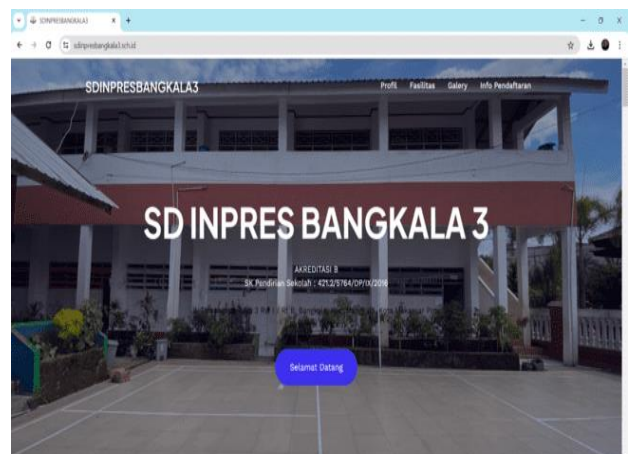 SDINPRESBANGKALA3
sdinpresbangkala3.sch.id
SDINPRESBANGKALA3
Profil Fasilitas Galery Info Pendaftaran
SD INPRES BANGKALA 3
AKREDITASI B
SK Pendirian Sekolah : 421.2/5764/DP/IX/2016
Selamat Datang